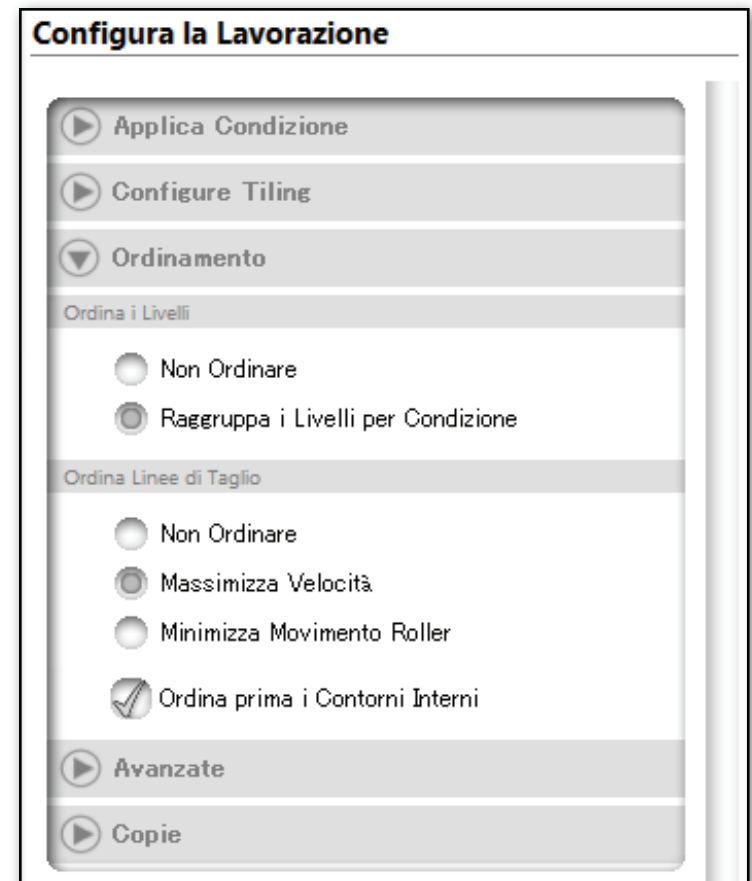 Configura la Lavorazione
Applica Condizione
Configure Tiling
Ordinamento
Ordina i Livelli
Non Ordinare
Raggruppa i Livelli per Condizione
Ordina Linee di Taglio
Non Ordinare
Massimizza Velocità
Minimizza Movimento Roller
Ordina prima i Contorni Interni
Avanzate
Copie